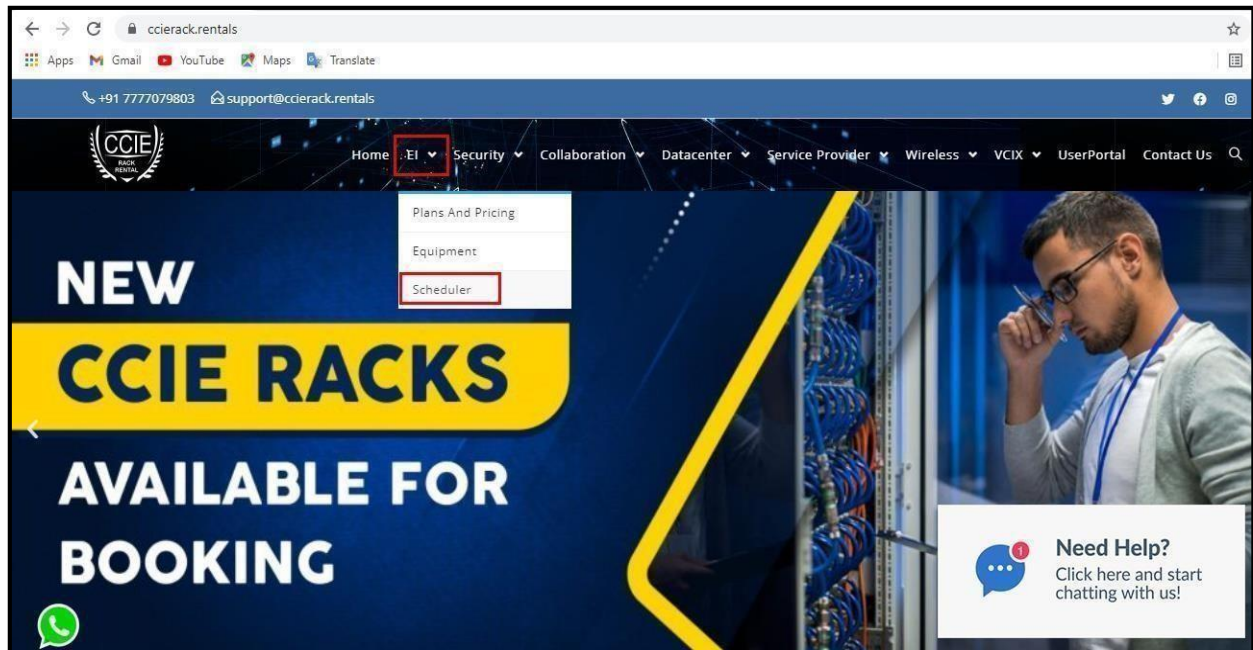 ccierack.rentals
Apps Gmail YouTube Maps Translate
+91 7777079803 support@ccierack.rentals
CCIE
RACK
RENTAL
Home EI Security Collaboration Datacenter Service Provider Wireless VCIX UserPortal Contact Us
Plans And Pricing
Equipment
Scheduler
NEW
CCIE RACKS
AVAILABLE FOR
BOOKING
1
Need Help?
Click here and start
chatting with us!